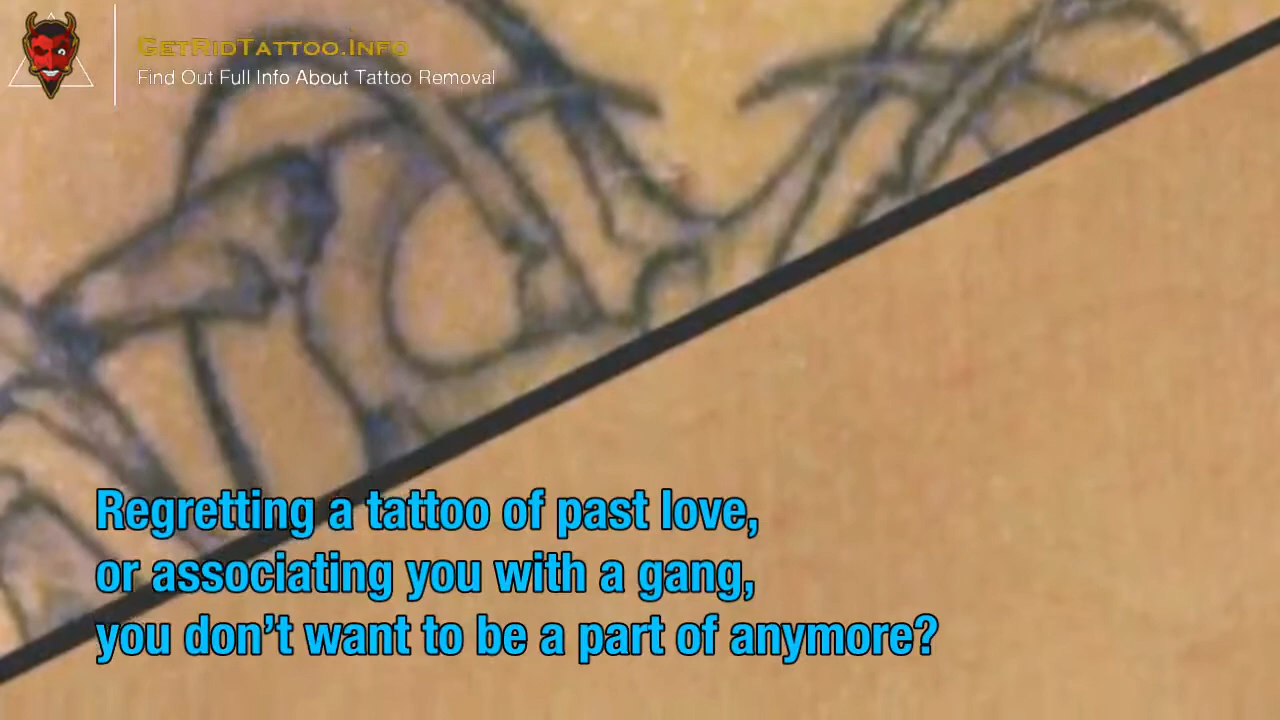 GetRidTattoo.Info
Find Out Full Info About Tattoo Removal
Regretting a tattoo of past love,
or associating you with a gang,
you don’t want to be a part of anymore?